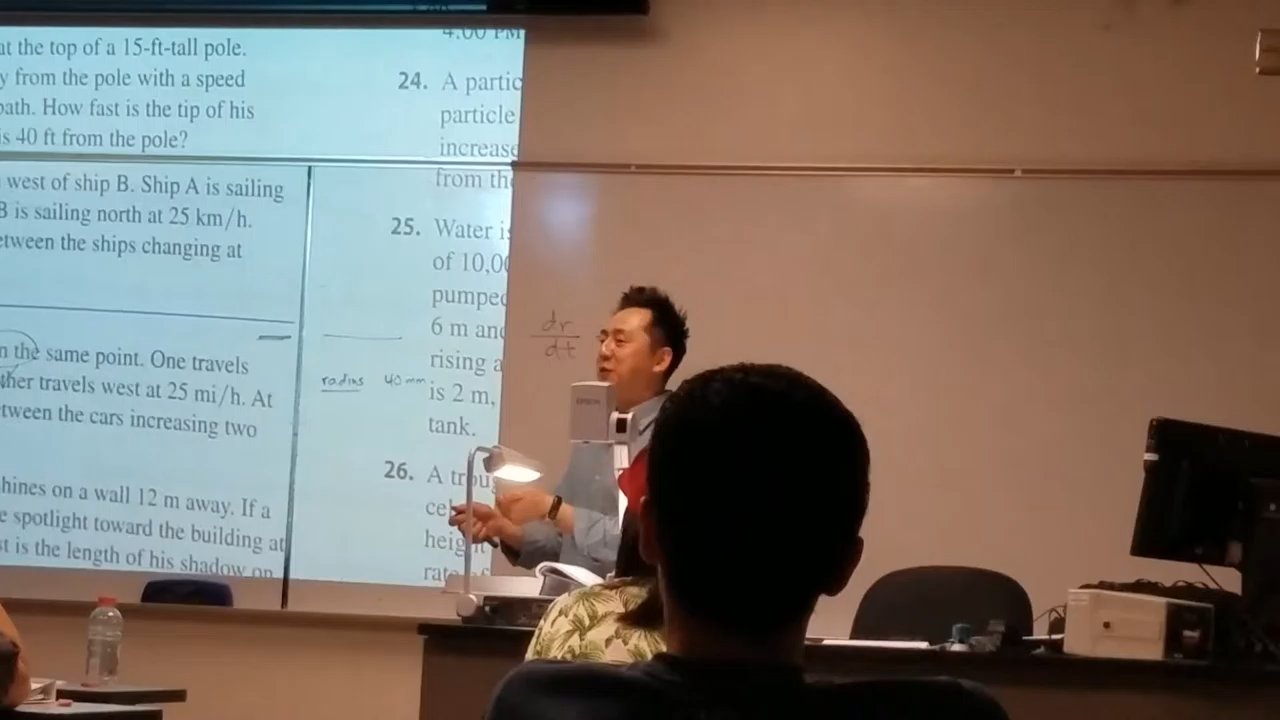 at the top of a 15-ft-tall pole.
from the pole with a speed
path. How fast is the tip of his
is 40 ft from the pole?
west of ship B. Ship A is sailing
B is sailing north at 25 km/h.
between the ships changing at
n the same point. One travels
ther travels west at 25 mi/h. At
tween the cars increasing two
hines on a wall 12 m away. If a
e spotlight toward the building at
st is the length of his shadow on
4:00 PM
24. A partic
particle
increase
from the
25. Water is
of 10,00
pumped
6 m and
rising a
is 2 m,
tank.
26. A troug
heigh
radius 40 mm
dr
dt
EPSON